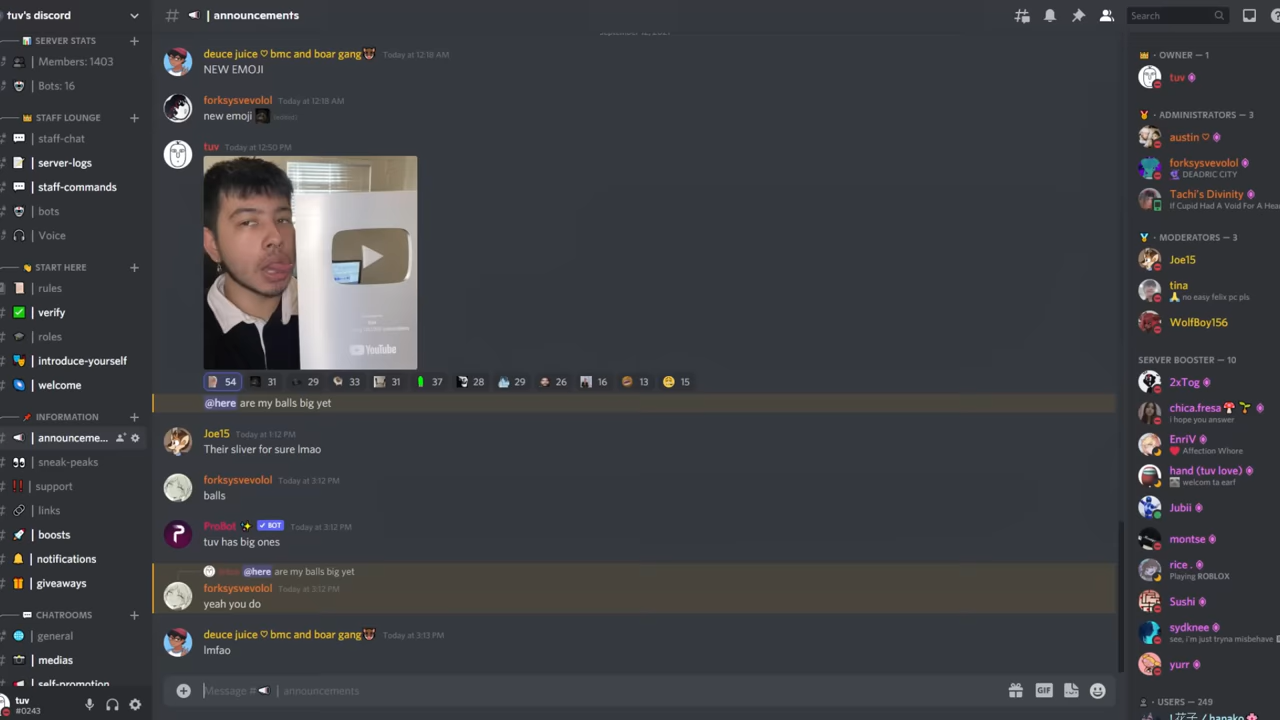 tuv's discord
SERVER STATS
Members: 1403
Bots: 16
STAFF LOUNGE
staff-chat
server-logs
staff-commands
bots
Voice
START HERE
rules
verify
roles
introduce-yourself
welcome
INFORMATION
announceme...
sneak-peaks
support
links
boosts
notifications
giveaways
CHATROOMS
general
medias
self-promotion
tuv
#0243
# | announcements
deuce juice ♡ bmc and boar gang Today at 12:18 AM
NEW EMOJI
forksysvevolol Today at 12:18 AM
new emoji (edited)
tuv Today at 12:50 PM
YouTube
54 31 29 33 31 37 28 29 26 16 13 15
@here are my balls big yet
Joe15 Today at 1:12 PM
Their sliver for sure lmao
forksysvevolol Today at 3:12 PM
balls
ProBot ✓ BOT Today at 3:12 PM
tuv has big ones
@here are my balls big yet
forksysvevolol Today at 3:12 PM
yeah you do
deuce juice ♡ bmc and boar gang Today at 3:13 PM
lmfao
Message # | announcements
GIF
Search
OWNER — 1
tuv
ADMINISTRATORS — 3
austin ♡
forksysvevolol
DEADRIC CITY
Tachi's Divinity
If Cupid Had A Void For A Hea
MODERATORS — 3
Joe15
tina
no easy felix pc pls
WolfBoy156
SERVER BOOSTER — 10
2xTog
chica.fresa
i hope you answer
EnriV
Affection Whore
hand (tuv love)
welcom ta earf
Jubii
montse
rice .
Playing ROBLOX
Sushi
sydknee
see, i'm just tryna misbehave
yurr
USERS — 249